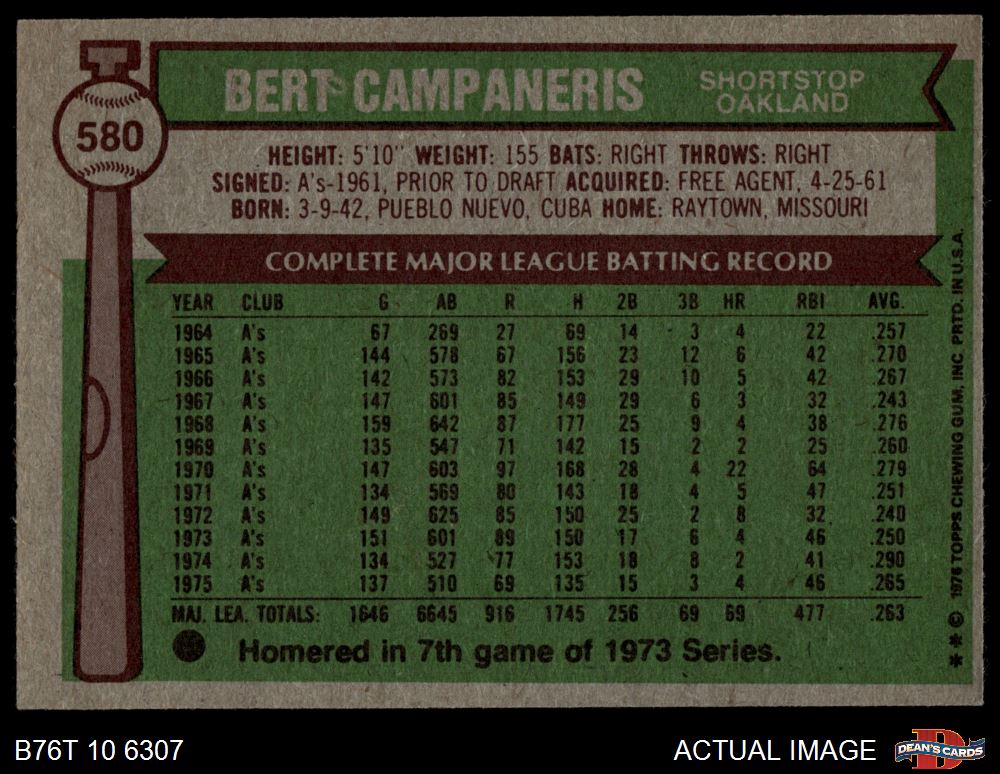 BERT CAMPANERIS
SHORTSTOP
OAKLAND
580
HEIGHT: 5'10" WEIGHT: 155 BATS: RIGHT THROWS: RIGHT
SIGNED: A's-1961, PRIOR TO DRAFT ACQUIRED: FREE AGENT, 4-25-61
BORN: 3-9-42, PUEBLO NUEVO, CUBA HOME: RAYTOWN, MISSOURI
COMPLETE MAJOR LEAGUE BATTING RECORD
YEAR CLUB G AB R H 2B 3B HR RBI AVG.
1964 A's 67 269 27 69 14 3 4 22 .257
1965 A's 144 578 67 156 23 12 6 42 .270
1966 A's 142 573 82 153 29 10 5 42 .267
1967 A's 147 601 85 149 29 6 3 32 .243
1968 A's 159 642 87 177 25 9 4 38 .276
1969 A's 135 547 71 142 15 2 2 25 .260
1970 A's 147 603 97 168 28 4 22 64 .279
1971 A's 134 569 80 143 18 4 5 47 .251
1972 A's 149 625 85 150 25 2 8 32 .240
1973 A's 151 601 89 150 17 6 4 46 .250
1974 A's 134 527 77 153 18 8 2 41 .290
1975 A's 137 510 69 135 15 3 4 46 .265
MAJ. LEA. TOTALS: 1646 6645 916 1745 256 69 69 477 .263
Homered in 7th game of 1973 Series.
** © 1976 TOPPS CHEWING GUM, INC. PRTD. IN U.S.A.
B76T 10 6307
ACTUAL IMAGE
DEAN'S CARDS